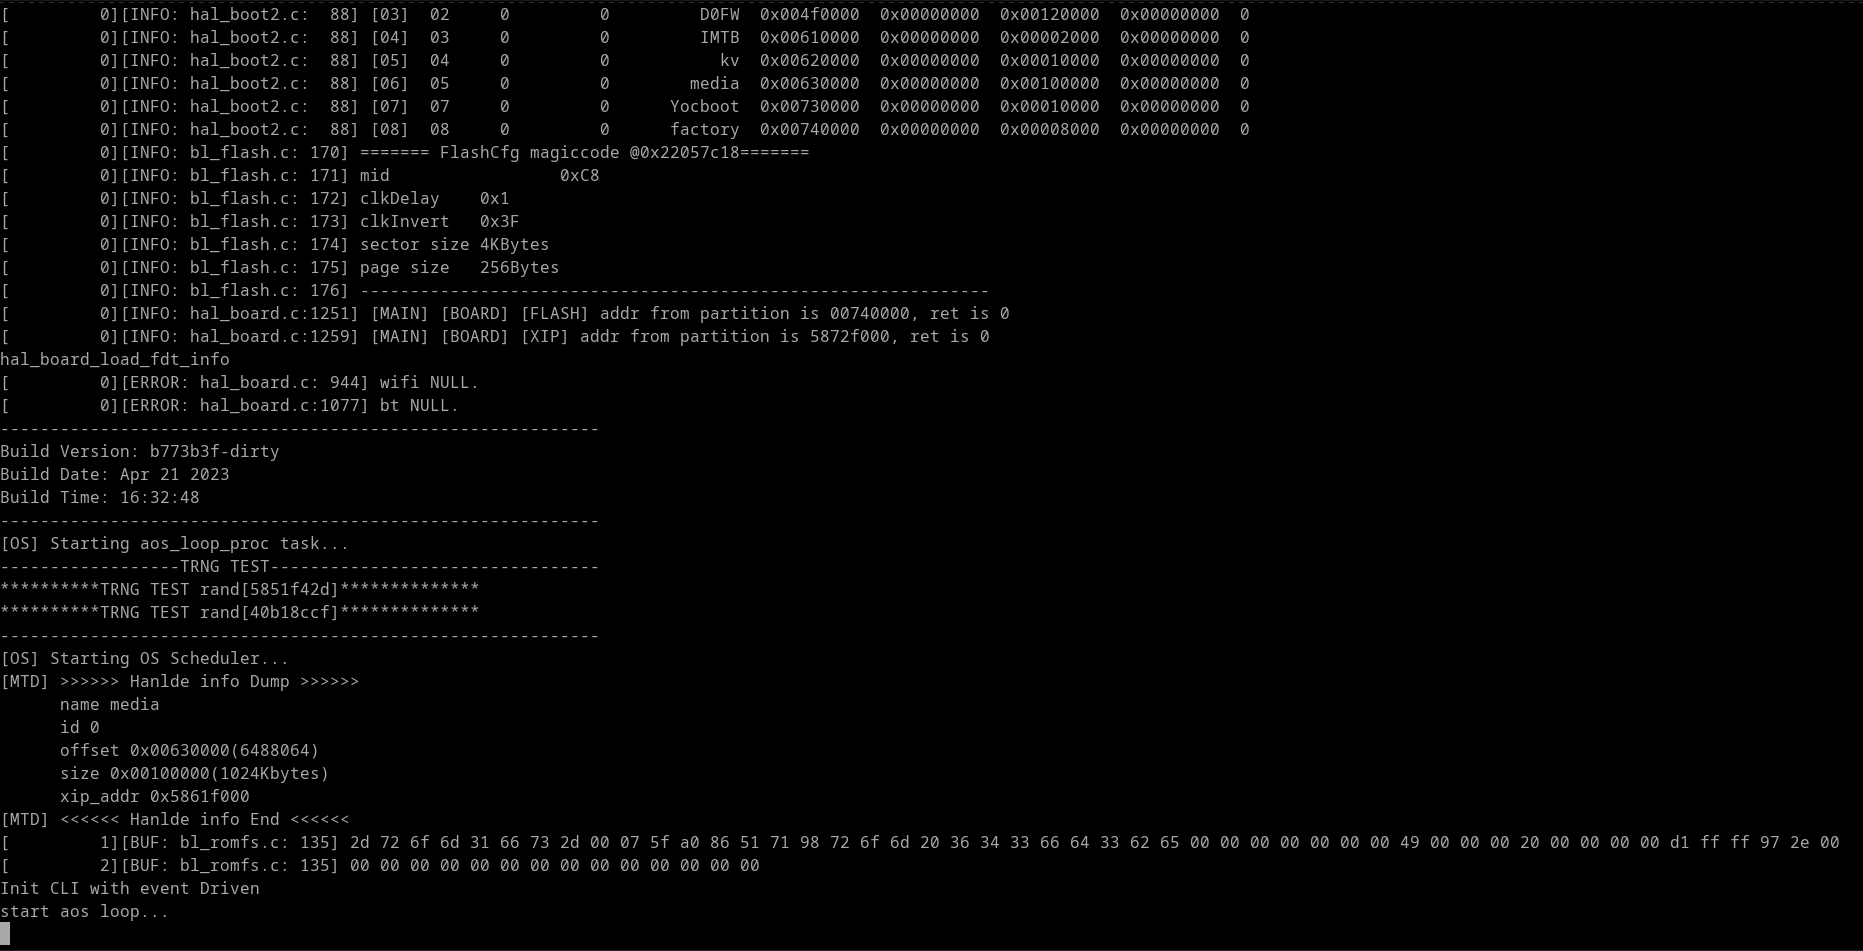 [         0][INFO: hal_boot2.c:  88] [03]  02     0         0         D0FW  0x004f0000  0x00000000  0x00120000  0x00000000  0
[         0][INFO: hal_boot2.c:  88] [04]  03     0         0         IMTB  0x00610000  0x00000000  0x00002000  0x00000000  0
[         0][INFO: hal_boot2.c:  88] [05]  04     0         0           kv  0x00620000  0x00000000  0x00010000  0x00000000  0
[         0][INFO: hal_boot2.c:  88] [06]  05     0         0        media  0x00630000  0x00000000  0x00100000  0x00000000  0
[         0][INFO: hal_boot2.c:  88] [07]  07     0         0      Yocboot  0x00730000  0x00000000  0x00010000  0x00000000  0
[         0][INFO: hal_boot2.c:  88] [08]  08     0         0      factory  0x00740000  0x00000000  0x00008000  0x00000000  0
[         0][INFO: bl_flash.c: 170] ======= FlashCfg magiccode @0x22057c18=======
[         0][INFO: bl_flash.c: 171] mid                 0xC8
[         0][INFO: bl_flash.c: 172] clkDelay    0x1
[         0][INFO: bl_flash.c: 173] clkInvert   0x3F
[         0][INFO: bl_flash.c: 174] sector size 4KBytes
[         0][INFO: bl_flash.c: 175] page size   256Bytes
[         0][INFO: bl_flash.c: 176] ---------------------------------------------------------------
[         0][INFO: hal_board.c:1251] [MAIN] [BOARD] [FLASH] addr from partition is 00740000, ret is 0
[         0][INFO: hal_board.c:1259] [MAIN] [BOARD] [XIP] addr from partition is 5872f000, ret is 0
hal_board_load_fdt_info
[         0][ERROR: hal_board.c: 944] wifi NULL.
[         0][ERROR: hal_board.c:1077] bt NULL.
------------------------------------------------------------
Build Version: b773b3f-dirty
Build Date: Apr 21 2023
Build Time: 16:32:48
------------------------------------------------------------
[OS] Starting aos_loop_proc task...
------------------TRNG TEST---------------------------------
**********TRNG TEST rand[5851f42d]**************
**********TRNG TEST rand[40b18ccf]**************
------------------------------------------------------------
[OS] Starting OS Scheduler...
[MTD] >>>>>> Hanlde info Dump >>>>>>
      name media
      id 0
      offset 0x00630000(6488064)
      size 0x00100000(1024Kbytes)
      xip_addr 0x5861f000
[MTD] <<<<<< Hanlde info End <<<<<<
[         1][BUF: bl_romfs.c: 135] 2d 72 6f 6d 31 66 73 2d 00 07 5f a0 86 51 71 98 72 6f 6d 20 36 34 33 66 64 33 62 65 00 00 00 00 00 00 00 49 00 00 00 20 00 00 00 00 d1 ff ff 97 2e 00
[         2][BUF: bl_romfs.c: 135] 00 00 00 00 00 00 00 00 00 00 00 00 00 00
Init CLI with event Driven
start aos loop...